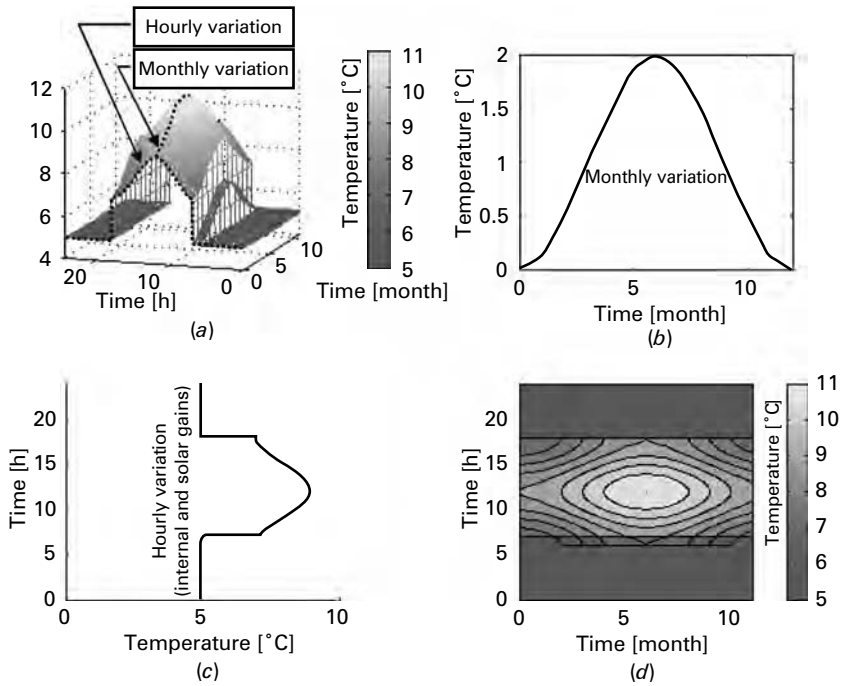 Hourly variation
Monthly variation
12
10
8
6
4
20
10
0
0
5
10
Time [h]
Time [month]
Temperature [˚C]
11
10
9
8
7
6
5
(a)
Temperature [˚C]
2
1.5
1
0.5
0
Monthly variation
0
5
10
Time [month]
(b)
Time [h]
20
15
10
5
0
Hourly variation
(internal and solar gains)
0
5
10
Temperature [˚C]
(c)
Time [h]
20
15
10
5
0
0
5
10
Time [month]
Temperature [˚C]
11
10
9
8
7
6
5
(d)